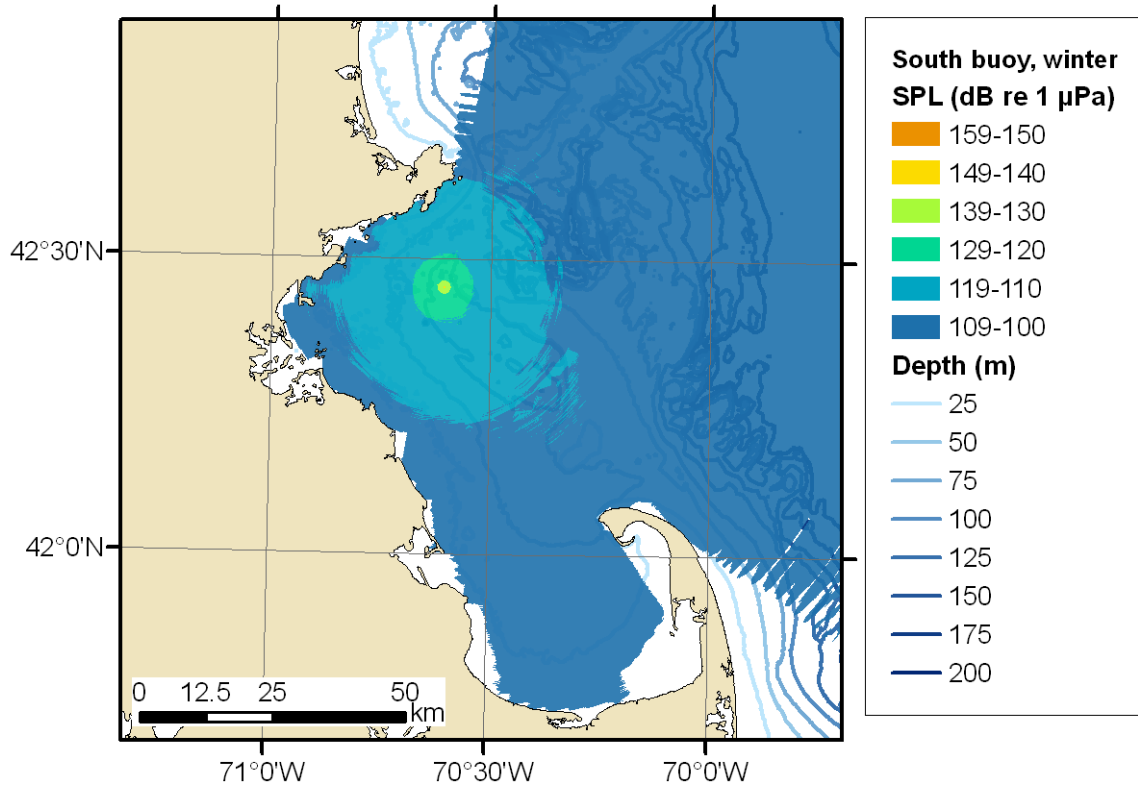 42°30'N
42°0'N
71°0'W
70°30'W
70°0'W
0 12.5 25 50
km
South buoy, winter
SPL (dB re 1 µPa)
159-150
149-140
139-130
129-120
119-110
109-100
Depth (m)
25
50
75
100
125
150
175
200